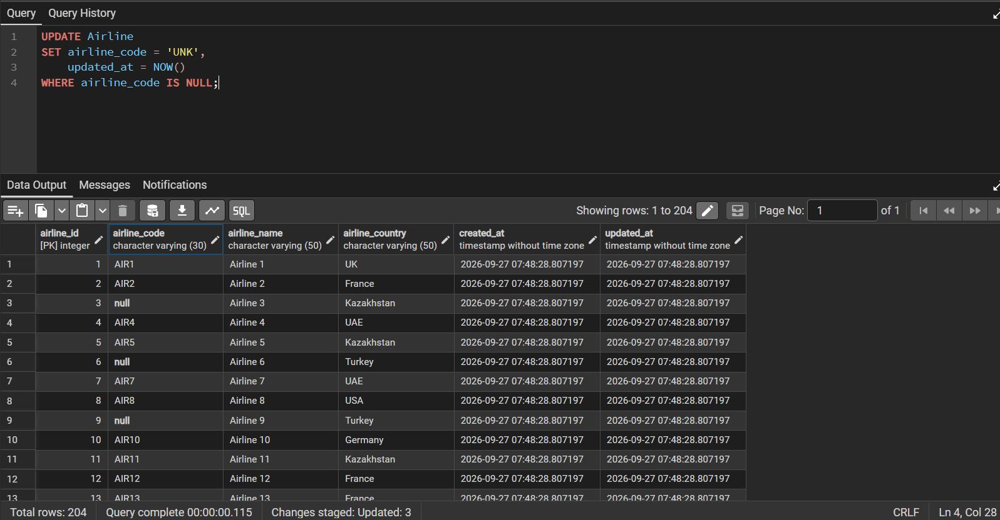 Query Query History
1 UPDATE Airline
2 SET airline_code = 'UNK',
3 updated_at = NOW()
4 WHERE airline_code IS NULL;
Data Output Messages Notifications
SQL Showing rows: 1 to 204 Page No: 1 of 1
airline_id airline_code airline_name airline_country created_at updated_at
[PK] integer character varying (30) character varying (50) character varying (50) timestamp without time zone timestamp without time zone
1 1 AIR1 Airline 1 UK 2026-09-27 07:48:28.807197 2026-09-27 07:48:28.807197
2 2 AIR2 Airline 2 France 2026-09-27 07:48:28.807197 2026-09-27 07:48:28.807197
3 3 null Airline 3 Kazakhstan 2026-09-27 07:48:28.807197 2026-09-27 07:48:28.807197
4 4 AIR4 Airline 4 UAE 2026-09-27 07:48:28.807197 2026-09-27 07:48:28.807197
5 5 AIR5 Airline 5 Kazakhstan 2026-09-27 07:48:28.807197 2026-09-27 07:48:28.807197
6 6 null Airline 6 Turkey 2026-09-27 07:48:28.807197 2026-09-27 07:48:28.807197
7 7 AIR7 Airline 7 UAE 2026-09-27 07:48:28.807197 2026-09-27 07:48:28.807197
8 8 AIR8 Airline 8 USA 2026-09-27 07:48:28.807197 2026-09-27 07:48:28.807197
9 9 null Airline 9 Turkey 2026-09-27 07:48:28.807197 2026-09-27 07:48:28.807197
10 10 AIR10 Airline 10 Germany 2026-09-27 07:48:28.807197 2026-09-27 07:48:28.807197
11 11 AIR11 Airline 11 Kazakhstan 2026-09-27 07:48:28.807197 2026-09-27 07:48:28.807197
12 12 AIR12 Airline 12 France 2026-09-27 07:48:28.807197 2026-09-27 07:48:28.807197
13 13 AIR13 Airline 13 France 2026-09-27 07:48:28.807197 2026-09-27 07:48:28.807197
Total rows: 204 Query complete 00:00:00.115 Changes staged: Updated: 3 CRLF Ln 4, Col 28